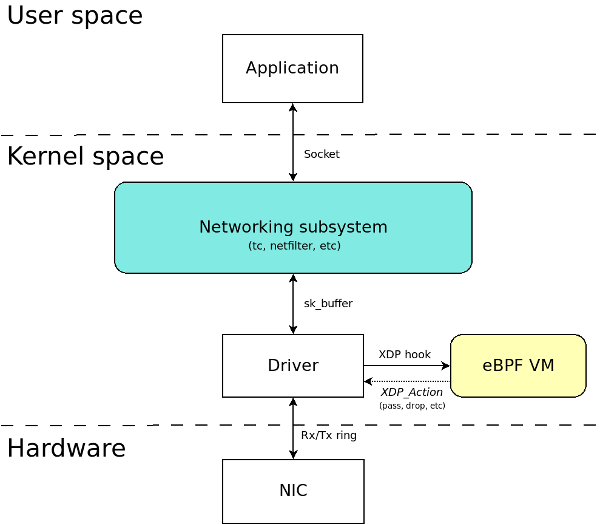 User space
Application
Socket
Kernel space
Networking subsystem
(tc, netfilter, etc)
sk_buffer
Driver
XDP hook
eBPF VM
XDP_Action
(pass, drop, etc)
Rx/Tx ring
Hardware
NIC